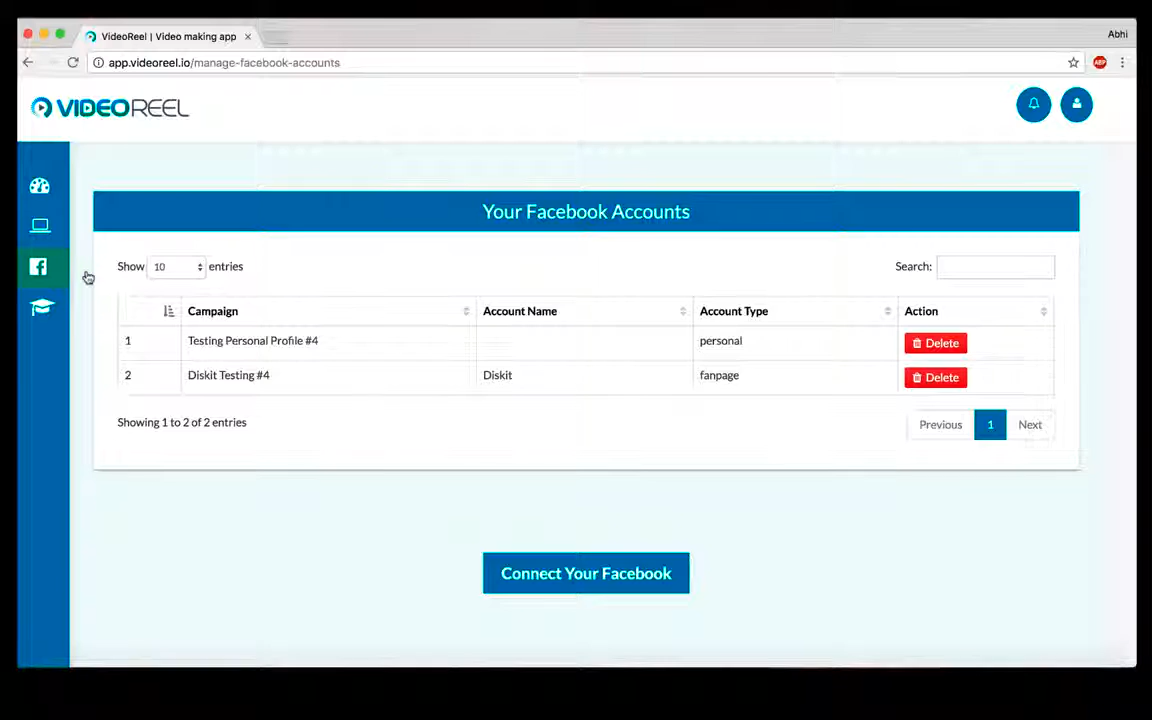 VideoReel | Video making app
Abhi
app.videoreel.io/manage-facebook-accounts
ABP
VIDEOREEL
Your Facebook Accounts
Show 10 entries
Search:
Campaign Account Name Account Type Action
1 Testing Personal Profile #4 personal Delete
2 Diskit Testing #4 Diskit fanpage Delete
Showing 1 to 2 of 2 entries
Previous 1 Next
Connect Your Facebook